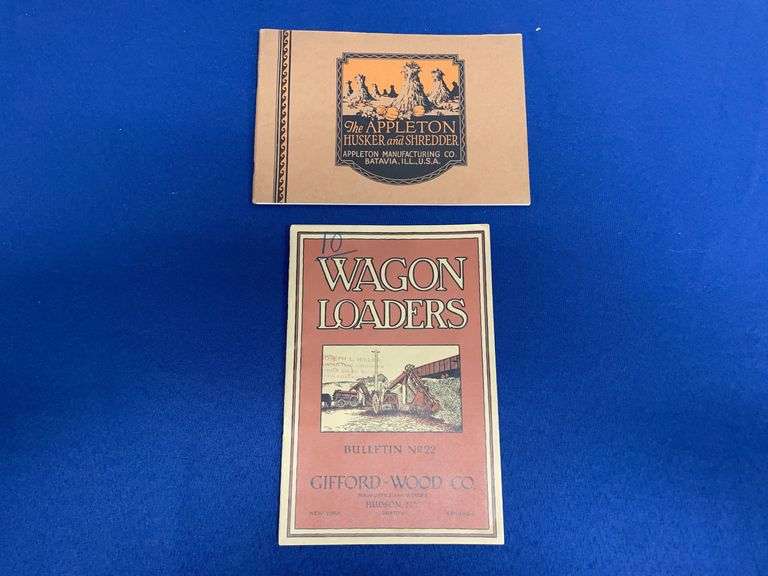 The APPLETON
HUSKER and SHREDDER
APPLETON MANUFACTURING CO.
BATAVIA, ILL., U.S.A.
10
WAGON
LOADERS
BULLETIN No 22
GIFFORD-WOOD CO.
HUDSON, N.Y.
NEW YORK BOSTON CHICAGO